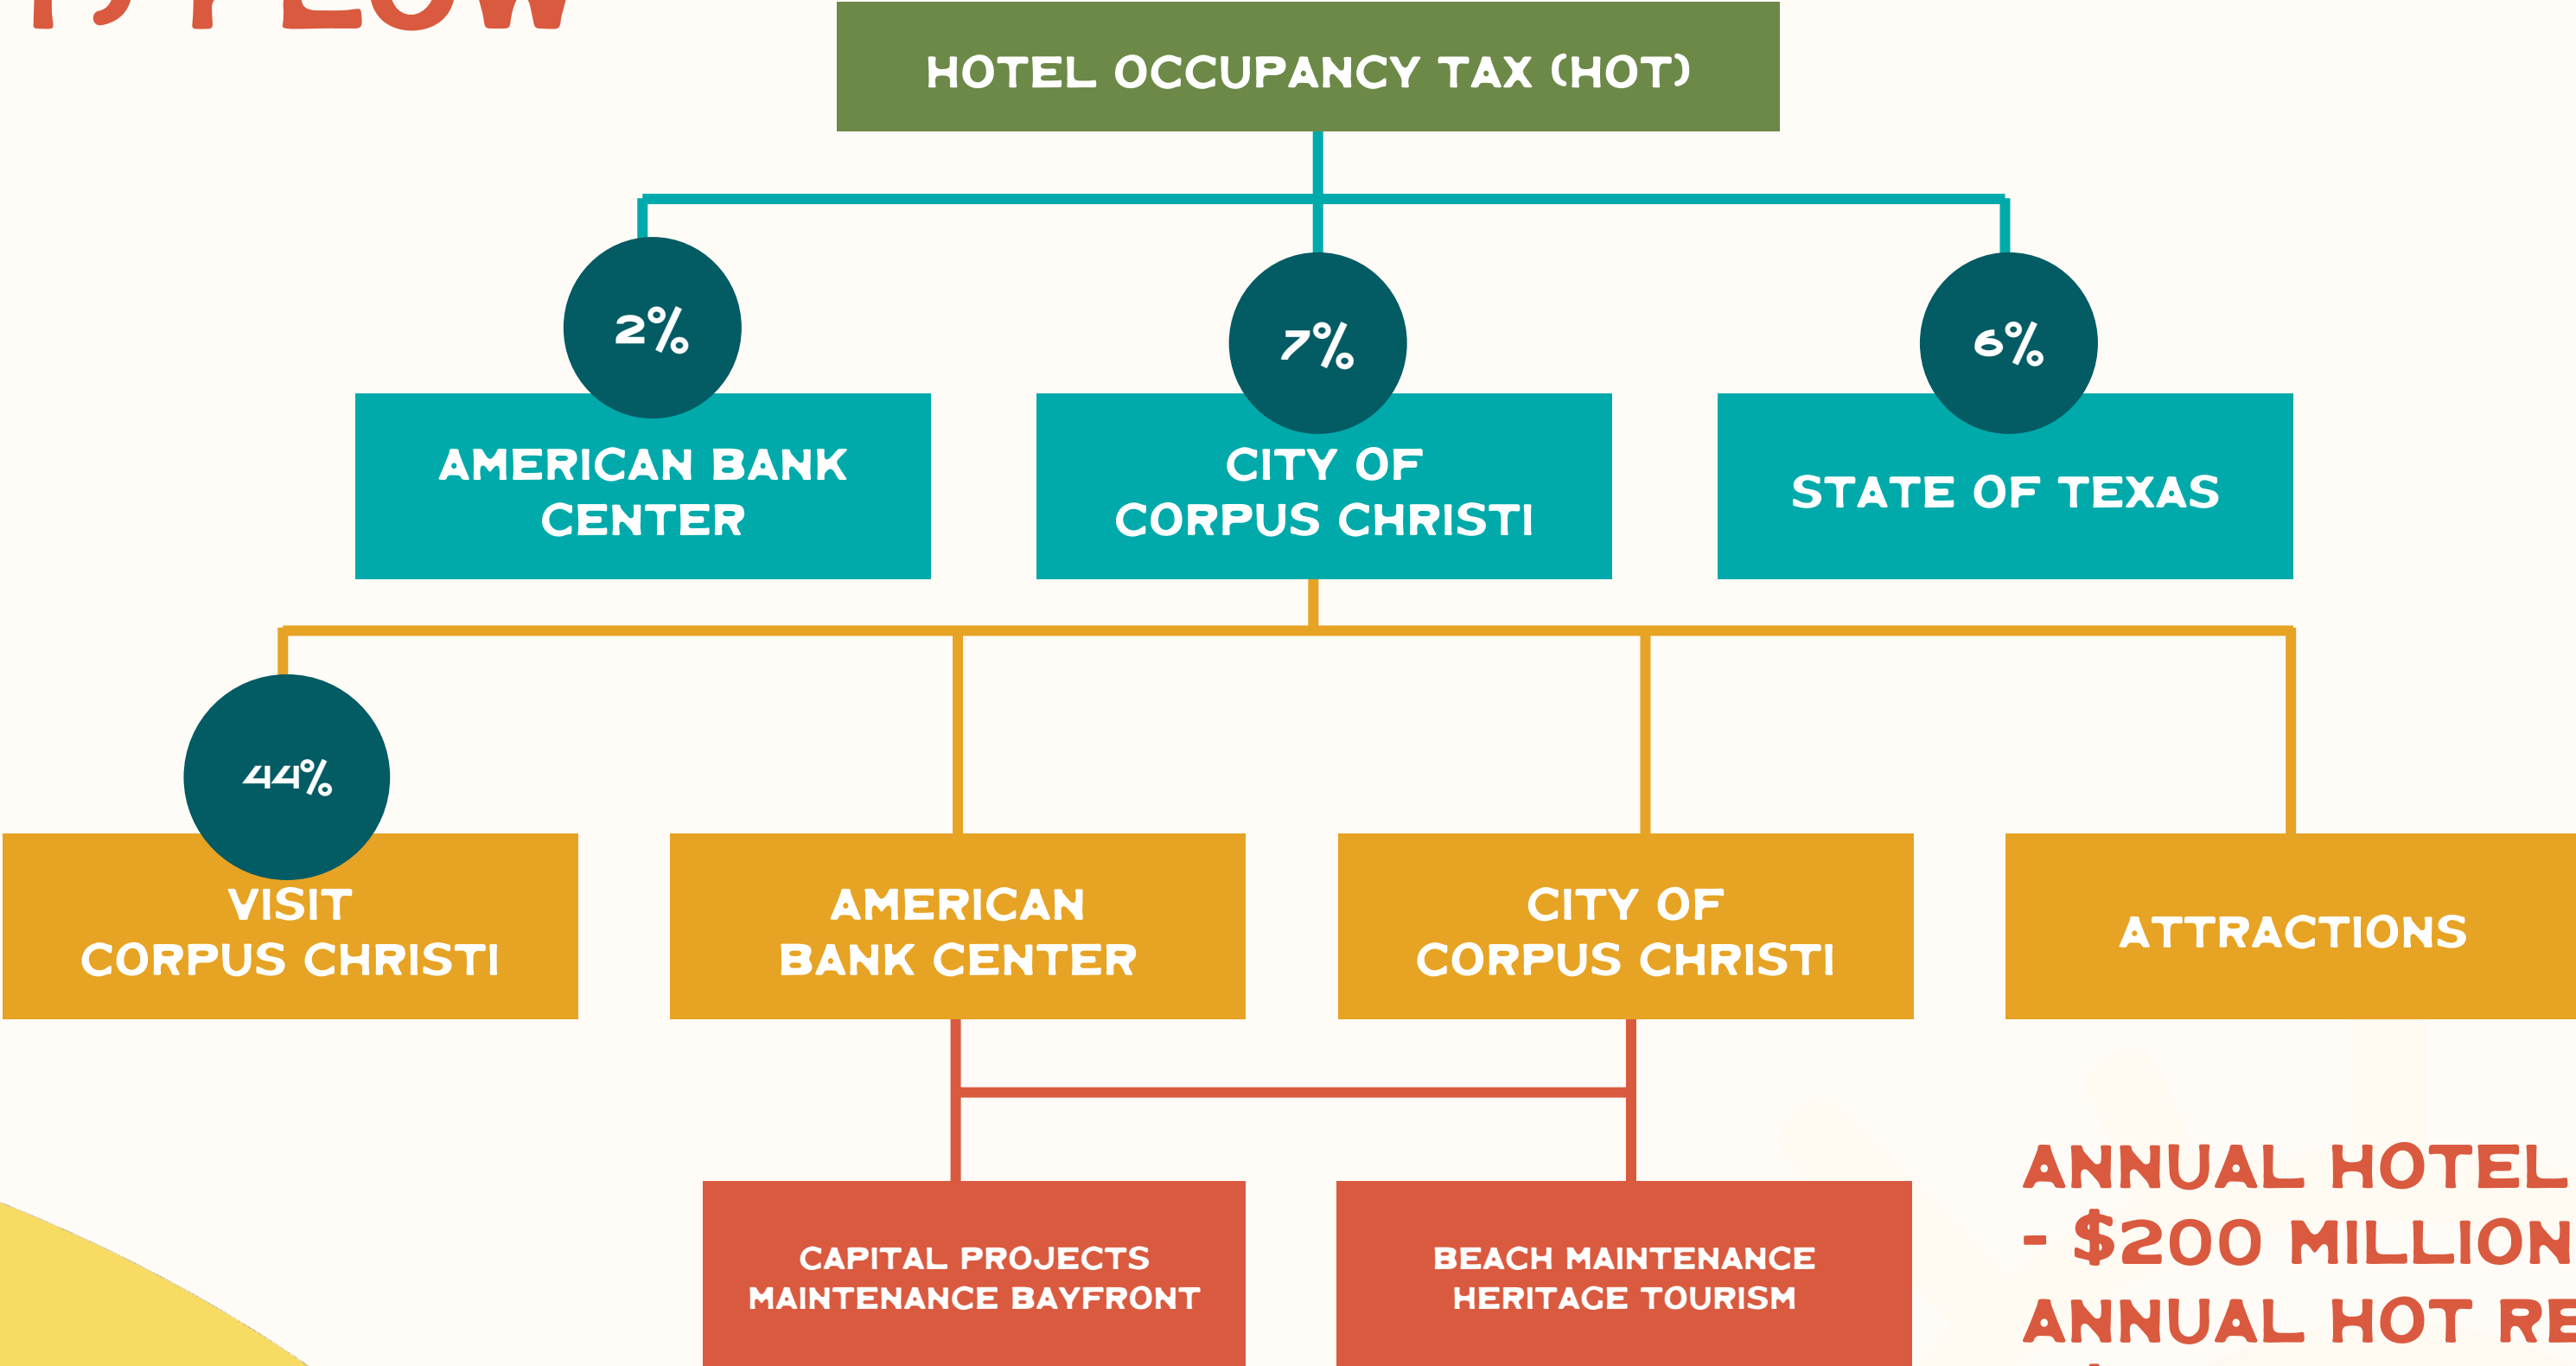 FLOW
HOTEL OCCUPANCY TAX (HOT)
2%
7%
6%
AMERICAN BANK
CENTER
CITY OF
CORPUS CHRISTI
STATE OF TEXAS
44%
VISIT
CORPUS CHRISTI
AMERICAN
BANK CENTER
CITY OF
CORPUS CHRISTI
ATTRACTIONS
CAPITAL PROJECTS
MAINTENANCE BAYFRONT
BEACH MAINTENANCE
HERITAGE TOURISM
ANNUAL HOTEL
- $200 MILLION
ANNUAL HOT